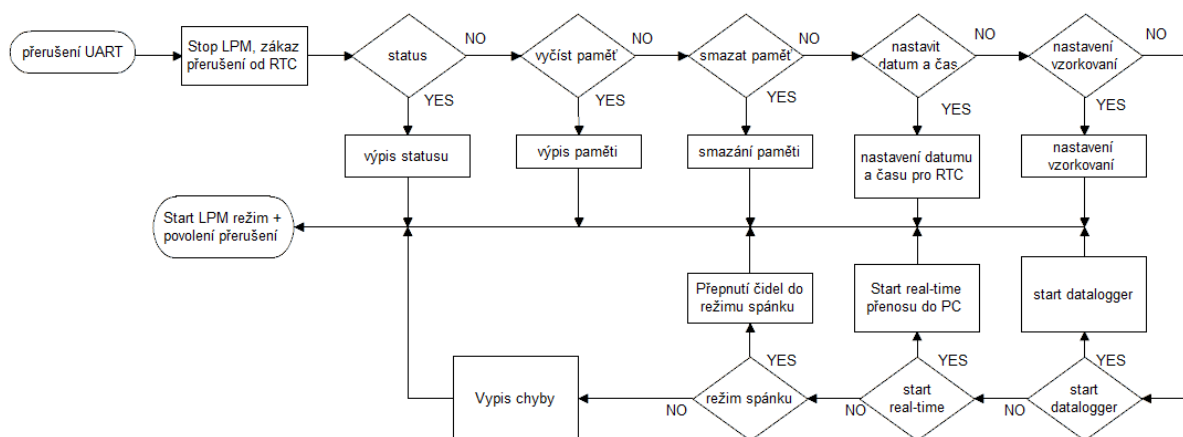 přerušení UART
Stop LPM, zákaz
přerušení od RTC
status
NO
vyčíst paměť
NO
smazat paměť
NO
nastavit
datum a čas
NO
nastavení
vzorkovaní
NO
YES
YES
YES
YES
YES
výpis statusu
výpis paměti
smazání paměti
nastavení datumu
a času pro RTC
nastavení
vzorkovaní
Start LPM režim +
povolení přerušení
Přepnutí čidel do
režimu spánku
Start real-time
přenosu do PC
start datalogger
YES
YES
YES
Vypis chyby
NO
režim spánku
NO
start
real-time
NO
start
datalogger